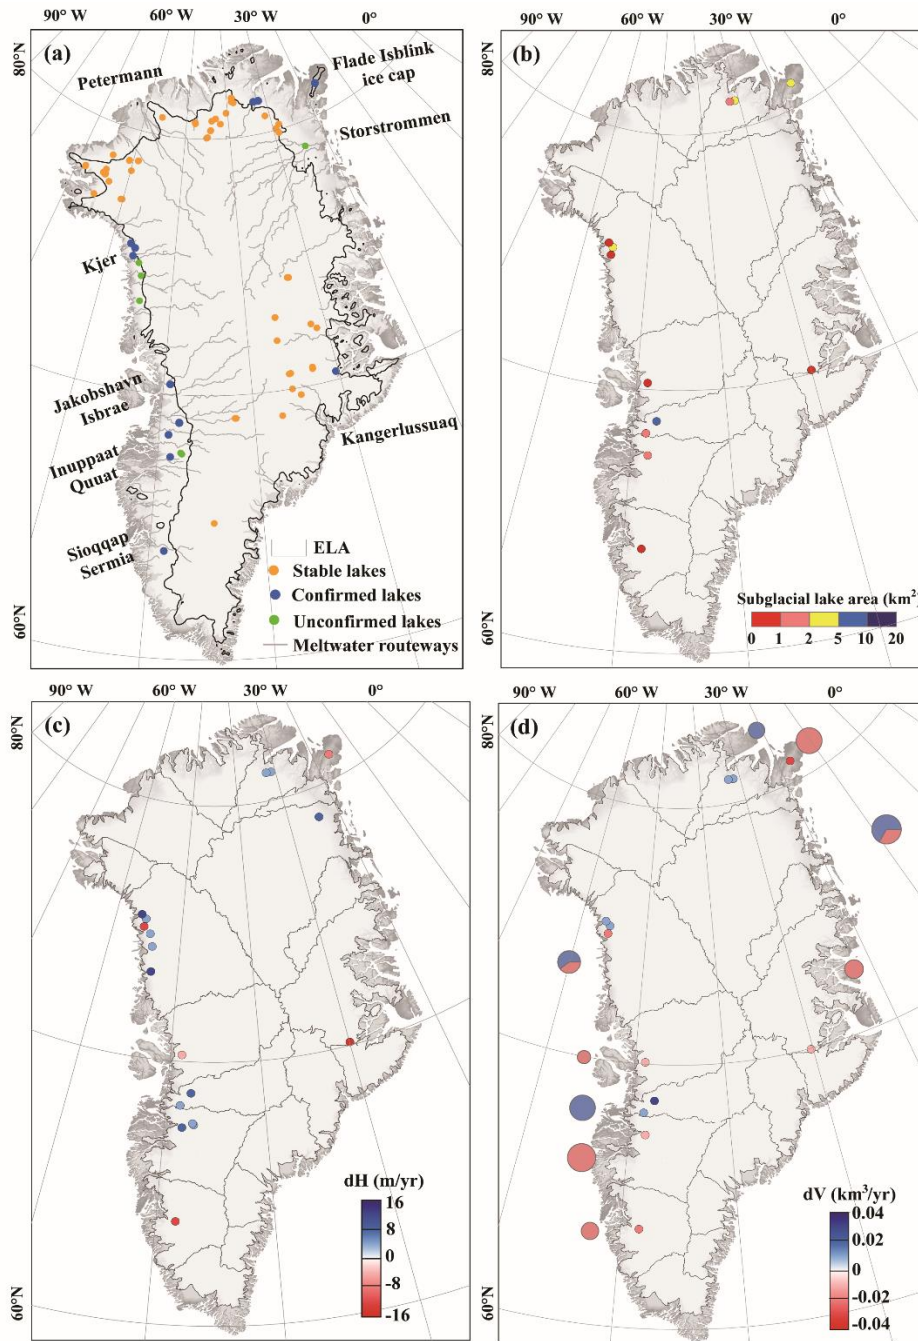 90° W 60° W 30° W 0°
90° W 60° W 30° W 0°
(a)
80°N
Petermann
Flade Isblink
ice cap
Storstrommen
Kjer
Jakobshavn
Isbrae
Inuppaat
Quuat
Kangerlussuaq
Sioqqap
Sermia
ELA
Stable lakes
Confirmed lakes
Unconfirmed lakes
Meltwater routeways
60°N
(b)
80°N
Subglacial lake area (km²)
0 1 2 5 10 20
60°N
90° W 60° W 30° W 0°
90° W 60° W 30° W 0°
(c)
80°N
dH (m/yr)
16
8
0
-8
-16
60°N
(d)
80°N
dV (km³/yr)
0.04
0.02
0
-0.02
-0.04
60°N